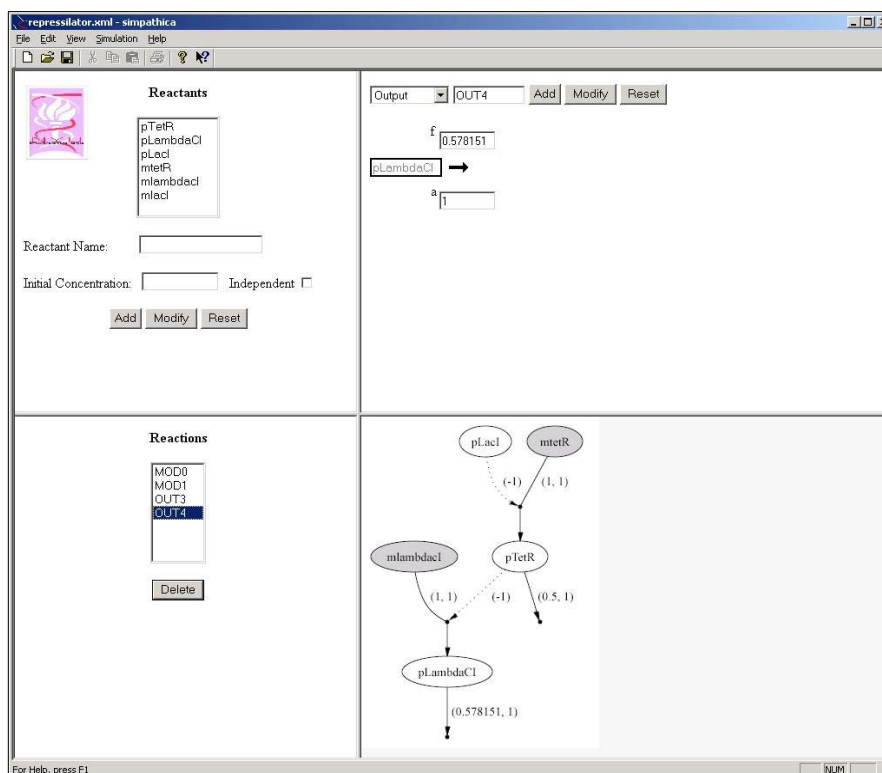 repressilator.xml - simpathica
File Edit View Simulation Help
Reactants
pTetR
pLambdaCI
pLacI
mtetR
mlambdacI
mlacI
Reactant Name:
Initial Concentration: Independent
Add Modify Reset
Output OUT4 Add Modify Reset
f 0.578151
pLambdaCI
a 1
Reactions
MOD0
MOD1
OUT3
OUT4
Delete
pLacI mtetR
(-1) (1, 1)
mlambdacI pTetR
(1, 1) (-1) (0.5, 1)
pLambdaCI
(0.578151, 1)
For Help, press F1 NUM